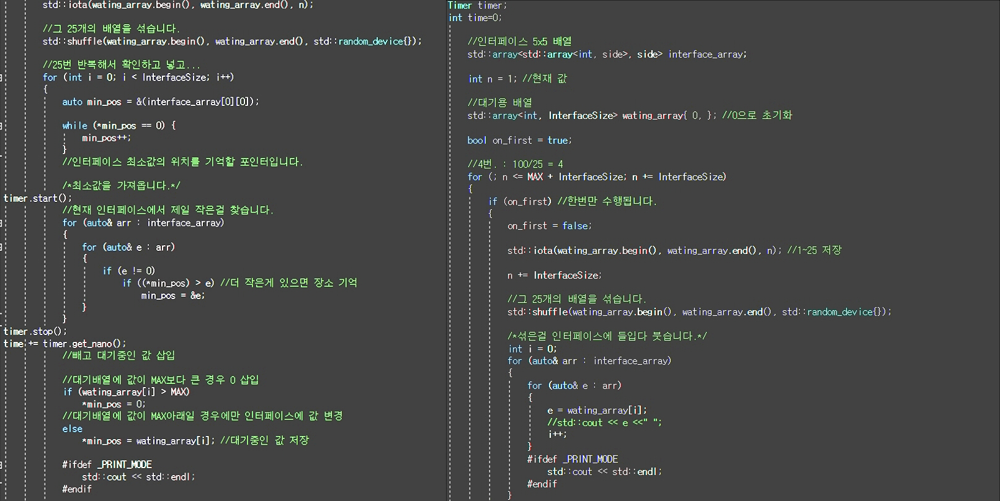 std::iota(wating_array.begin(), wating_array.end(), n);
//그 25개의 배열을 섞습니다.
std::shuffle(wating_array.begin(), wating_array.end(), std::random_device{});
//25번 반복해서 확인하고 넣고...
for (int i = 0; i < InterfaceSize; i++)
{
auto min_pos = &(interface_array[0][0]);
while (*min_pos == 0) {
min_pos++;
}
//인터페이스 최소값의 위치를 기억할 포인터입니다.
/*최소값을 가져옵니다.*/
timer.start();
//현재 인터페이스에서 제일 작은걸 찾습니다.
for (auto& arr : interface_array)
{
for (auto& e : arr)
{
if (e != 0)
if ((*min_pos) > e) //더 작은게 있으면 장소 기억
min_pos = &e;
}
}
timer.stop();
time += timer.get_nano();
//빼고 대기중인 값 삽입
//대기배열에 값이 MAX보다 큰 경우 0 삽입
if (wating_array[i] > MAX)
*min_pos = 0;
//대기배열에 값이 MAX아래일 경우에만 인터페이스에 값 변경
else
*min_pos = wating_array[i]; //대기중인 값 저장
#ifdef _PRINT_MODE
std::cout << std::endl;
#endif
Timer timer;
int time=0;
//인터페이스 5x5 배열
std::array<std::array<int, side>, side> interface_array;
int n = 1; //현재 값
//대기용 배열
std::array<int, InterfaceSize> wating_array{ 0, }; //0으로 초기화
bool on_first = true;
//4번. : 100/25 = 4
for (; n <= MAX + InterfaceSize; n += InterfaceSize)
{
if (on_first) //한번만 수행됩니다.
{
on_first = false;
std::iota(wating_array.begin(), wating_array.end(), n); //1~25 저장
n += InterfaceSize;
//그 25개의 배열을 섞습니다.
std::shuffle(wating_array.begin(), wating_array.end(), std::random_device{});
/*섞은걸 인터페이스에 들입다 붓습니다.*/
int i = 0;
for (auto& arr : interface_array)
{
for (auto& e : arr)
{
e = wating_array[i];
//std::cout << e <<" ";
i++;
}
#ifdef _PRINT_MODE
std::cout << std::endl;
#endif
}